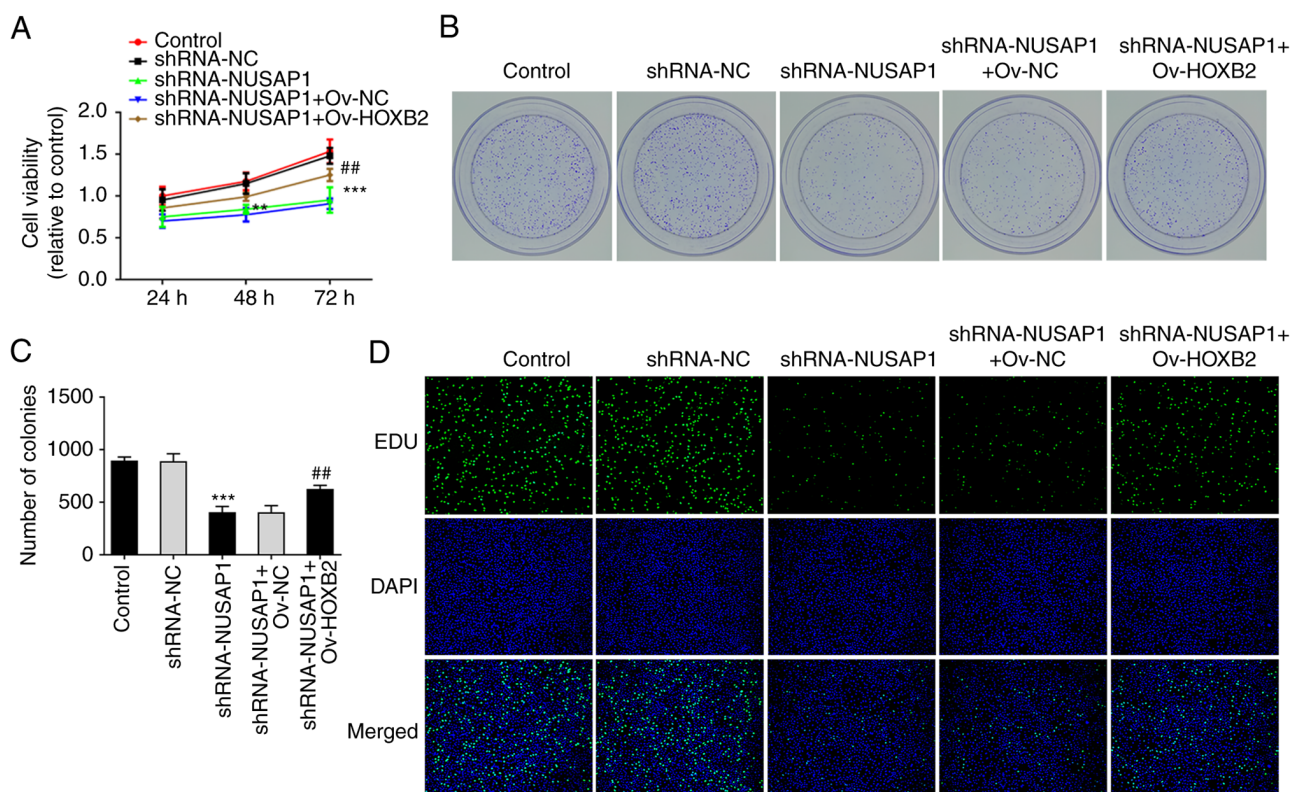 A
Control
shRNA-NC
shRNA-NUSAP1
shRNA-NUSAP1+Ov-NC
shRNA-NUSAP1+Ov-HOXB2
Cell viability
(relative to control)
2.0
1.5
1.0
0.5
0.0
##
***
**
24 h
48 h
72 h
B
Control
shRNA-NC
shRNA-NUSAP1
shRNA-NUSAP1
+Ov-NC
shRNA-NUSAP1+
Ov-HOXB2
C
Number of colonies
1500
1000
500
0
***
##
Control
shRNA-NC
shRNA-NUSAP1
shRNA-NUSAP1+
Ov-NC
shRNA-NUSAP1+
Ov-HOXB2
D
Control
shRNA-NC
shRNA-NUSAP1
shRNA-NUSAP1
+Ov-NC
shRNA-NUSAP1+
Ov-HOXB2
EDU
DAPI
Merged